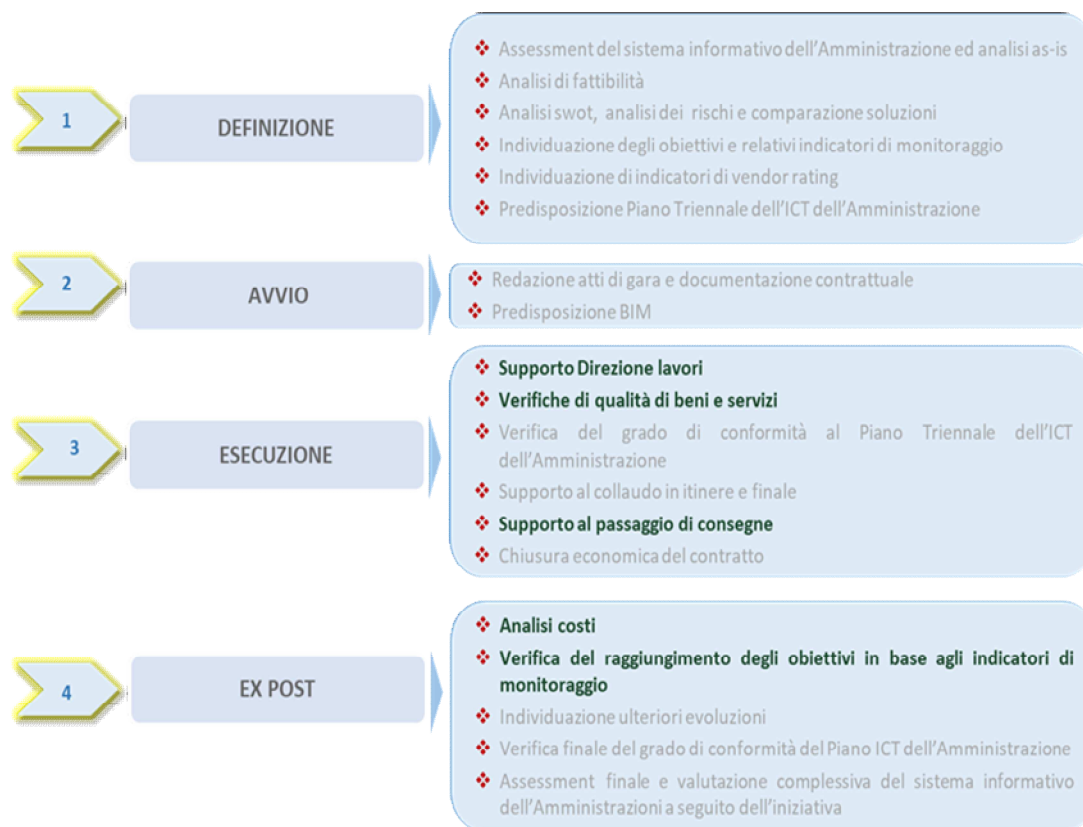 1
DEFINIZIONE
Assessment del sistema informativo dell'Amministrazione ed analisi as-is
Analisi di fattibilità
Analisi swot, analisi dei rischi e comparazione soluzioni
Individuazione degli obiettivi e relativi indicatori di monitoraggio
Individuazione di indicatori di vendor rating
Predisposizione Piano Triennale dell'ICT dell'Amministrazione
2
AVVIO
Redazione atti di gara e documentazione contrattuale
Predisposizione BIM
3
ESECUZIONE
Supporto Direzione lavori
Verifiche di qualità di beni e servizi
Verifica del grado di conformità al Piano Triennale dell'ICT
dell'Amministrazione
Supporto al collaudo in itinere e finale
Supporto al passaggio di consegne
Chiusura economica del contratto
4
EX POST
Analisi costi
Verifica del raggiungimento degli obiettivi in base agli indicatori di
monitoraggio
Individuazione ulteriori evoluzioni
Verifica finale del grado di conformità del Piano ICT dell'Amministrazione
Assessment finale e valutazione complessiva del sistema informativo
dell'Amministrazioni a seguito dell'iniziativa